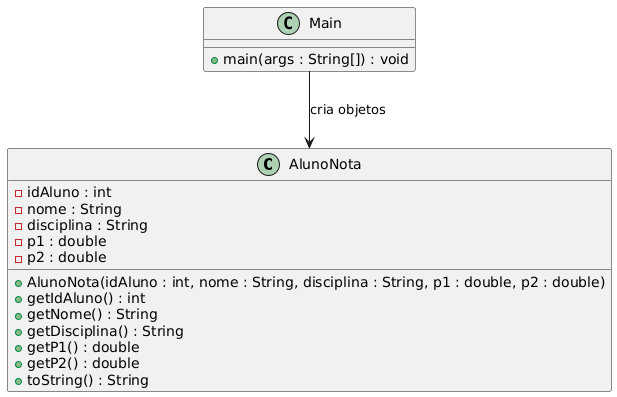 C Main
main(args : String[]) : void
cria objetos
C AlunoNota
idAluno : int
nome : String
disciplina : String
p1 : double
p2 : double
AlunoNota(idAluno : int, nome : String, disciplina : String, p1 : double, p2 : double)
getIdAluno() : int
getNome() : String
getDisciplina() : String
getP1() : double
getP2() : double
toString() : String